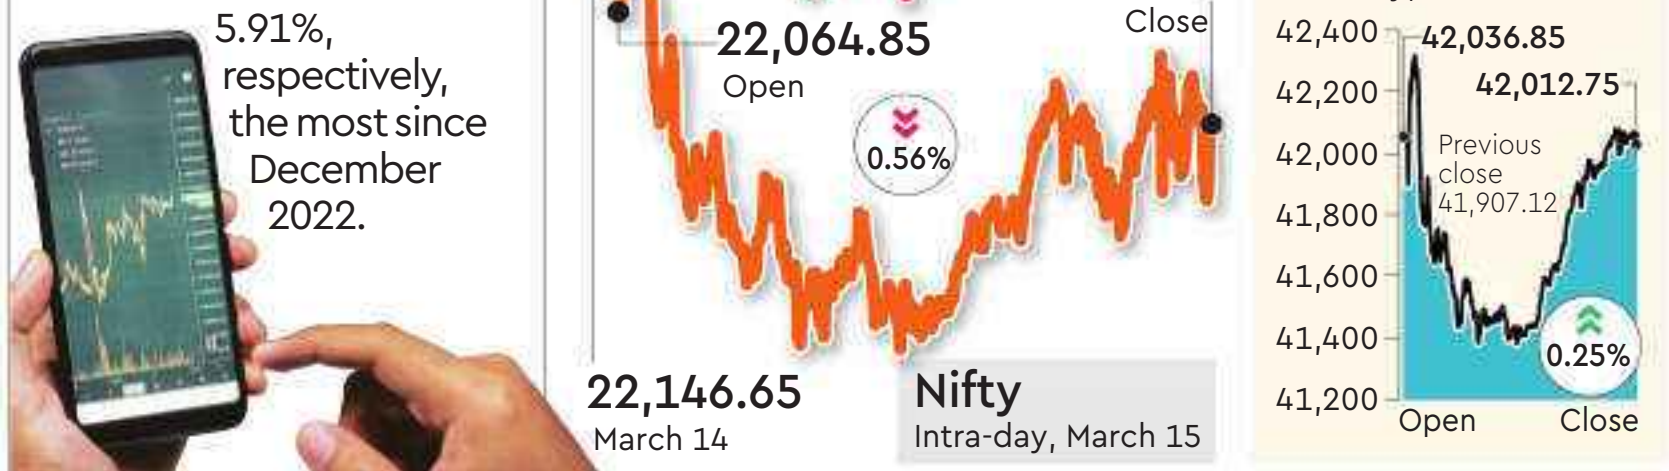 5.91%,
respectively,
the most since
December
2022.
22,064.85
Open
Close
0.56%
22,146.65
March 14
Nifty
Intra-day, March 15
42,400
42,200
42,000
41,800
41,600
41,400
41,200
42,036.85
42,012.75
Previous
close
41,907.12
0.25%
Open
Close